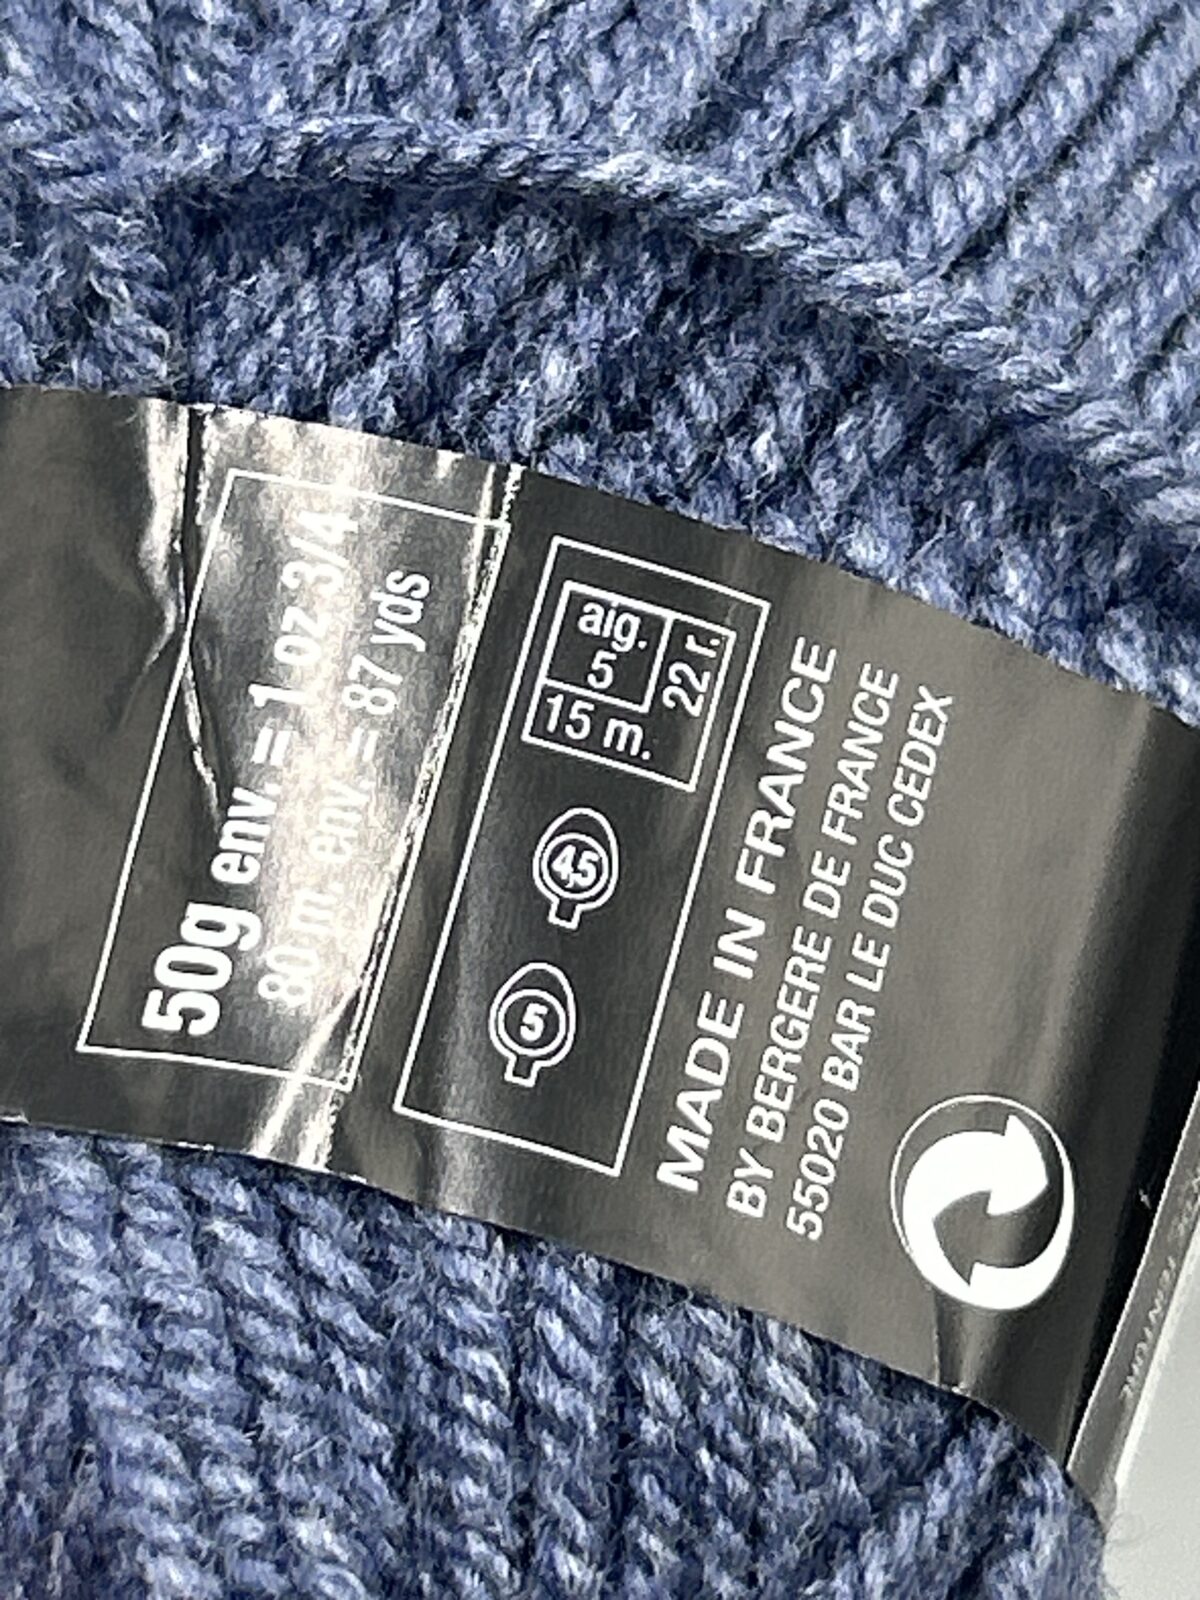 50g env. = 1 oz 3/4
80 m. env. = 87 yds
aig.
5
22 r.
15 m.
4,5
5
MADE IN FRANCE
BY BERGERE DE FRANCE
55020 BAR LE DUC CEDEX
TEINTURE